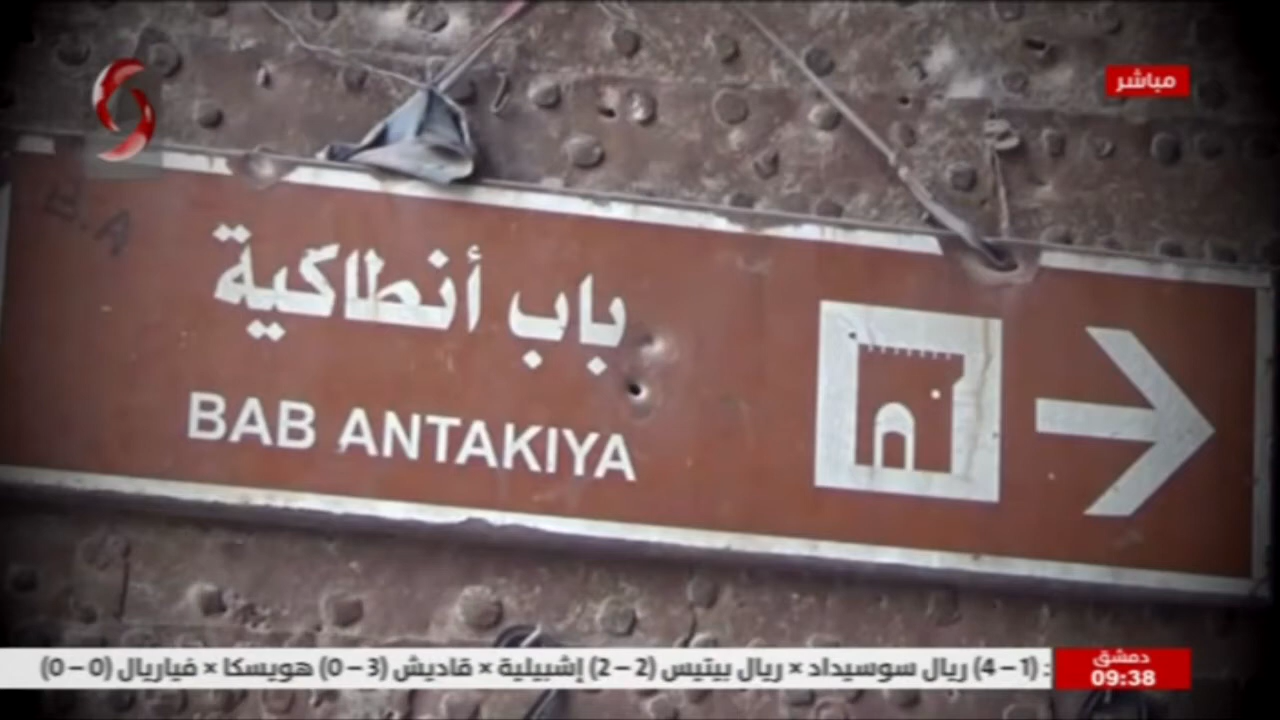 مباشر
B.A
باب أنطاكية
BAB ANTAKIYA
: (1 – 4) ريال سوسيداد × ريال بيتيس (2 – 2) إشبيلية × قاديش (3 – 0) هويسكا × فياريال (0 – 0)
دمشق
09:38